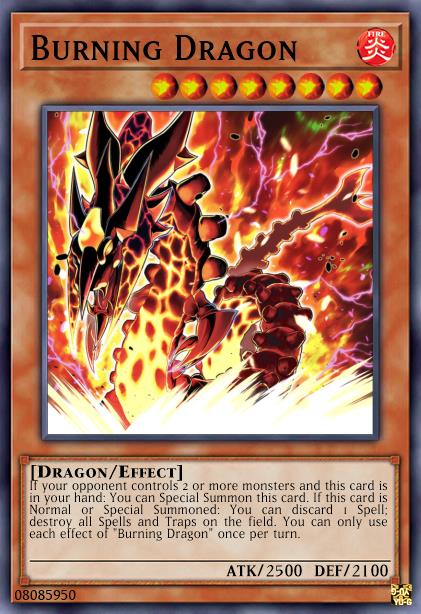 Burning Dragon
FIRE
炎
[Dragon/Effect]
If your opponent controls 2 or more monsters and this card is
in your hand: You can Special Summon this card. If this card is
Normal or Special Summoned: You can discard 1 Spell;
destroy all Spells and Traps on the field. You can only use
each effect of "Burning Dragon" once per turn.
ATK/2500 DEF/2100
08085950